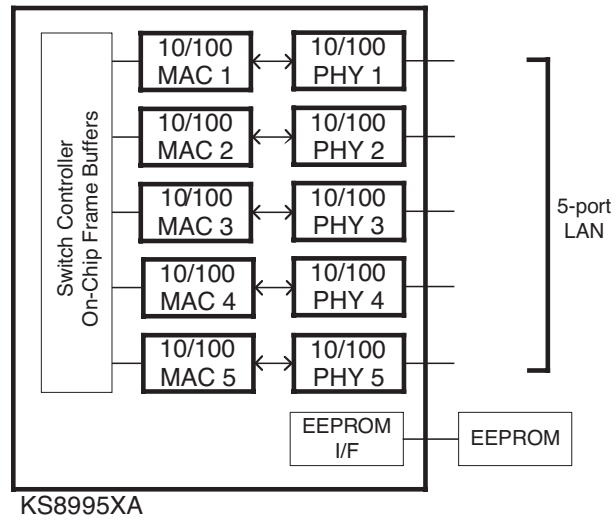 Switch Controller
On-Chip Frame Buffers
10/100
MAC 1
10/100
PHY 1
10/100
MAC 2
10/100
PHY 2
10/100
MAC 3
10/100
PHY 3
10/100
MAC 4
10/100
PHY 4
10/100
MAC 5
10/100
PHY 5
5-port
LAN
EEPROM
I/F
EEPROM
KS8995XA